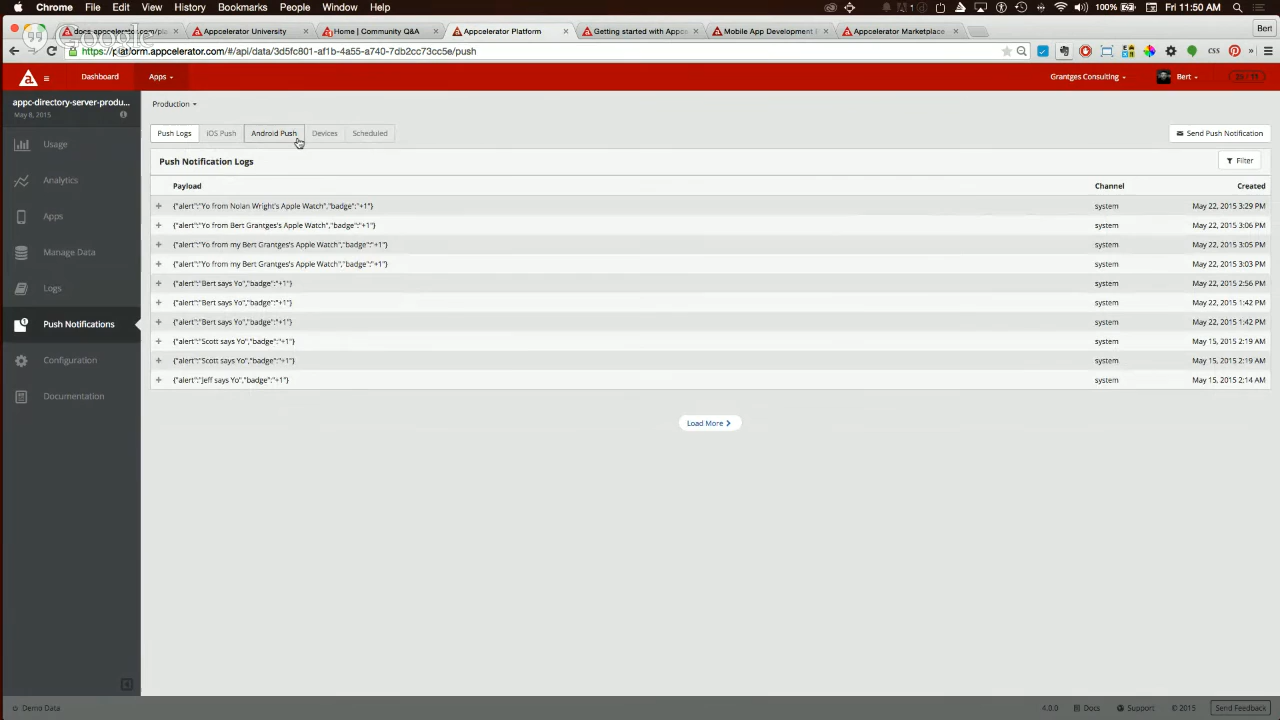 Chrome File Edit View History Bookmarks People Window Help 100% Fri 11:50 AM
docs.appcelerator.com/pla Appcelerator University Home | Community Q&A Appcelerator Platform Getting started with Appce Mobile App Development Appcelerator Marketplace Bert
Google
https://platform.appcelerator.com/#/api/data/3d5fc801-af1b-4a55-a740-7db2cc73cc5e/push
Dashboard Apps Grantges Consulting Bert
appc-directory-server-produ...
May 8, 2015
Production
Usage
Analytics
Apps
Manage Data
Logs
Push Notifications
Configuration
Documentation
Push Logs iOS Push Android Push Devices Scheduled Send Push Notification
Push Notification Logs Filter
Payload Channel Created
{"alert":"Yo from Nolan Wright's Apple Watch","badge":"+1"} system May 22, 2015 3:29 PM
{"alert":"Yo from Bert Grantges's Apple Watch","badge":"+1"} system May 22, 2015 3:06 PM
{"alert":"Yo from my Bert Grantges's Apple Watch","badge":"+1"} system May 22, 2015 3:05 PM
{"alert":"Yo from my Bert Grantges's Apple Watch","badge":"+1"} system May 22, 2015 3:03 PM
{"alert":"Bert says Yo","badge":"+1"} system May 22, 2015 2:56 PM
{"alert":"Bert says Yo","badge":"+1"} system May 22, 2015 1:42 PM
{"alert":"Bert says Yo","badge":"+1"} system May 22, 2015 1:42 PM
{"alert":"Scott says Yo","badge":"+1"} system May 15, 2015 2:19 AM
{"alert":"Scott says Yo","badge":"+1"} system May 15, 2015 2:19 AM
{"alert":"Jeff says Yo","badge":"+1"} system May 15, 2015 2:14 AM
Load More
Demo Data 4.0.0 Docs Support © 2015 Send Feedback